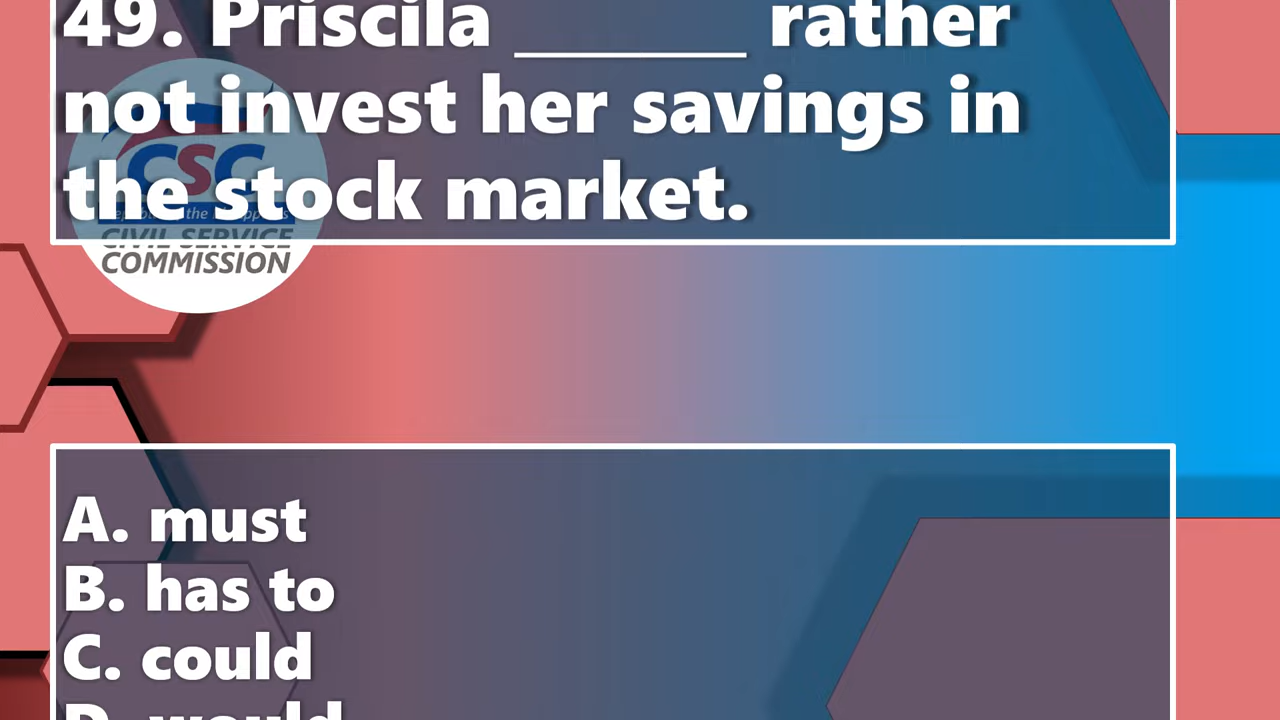 49. Priscila ________ rather
not invest her savings in
the stock market.
CSC
CIVIL SERVICE
COMMISSION
A. must
B. has to
C. could
D. would